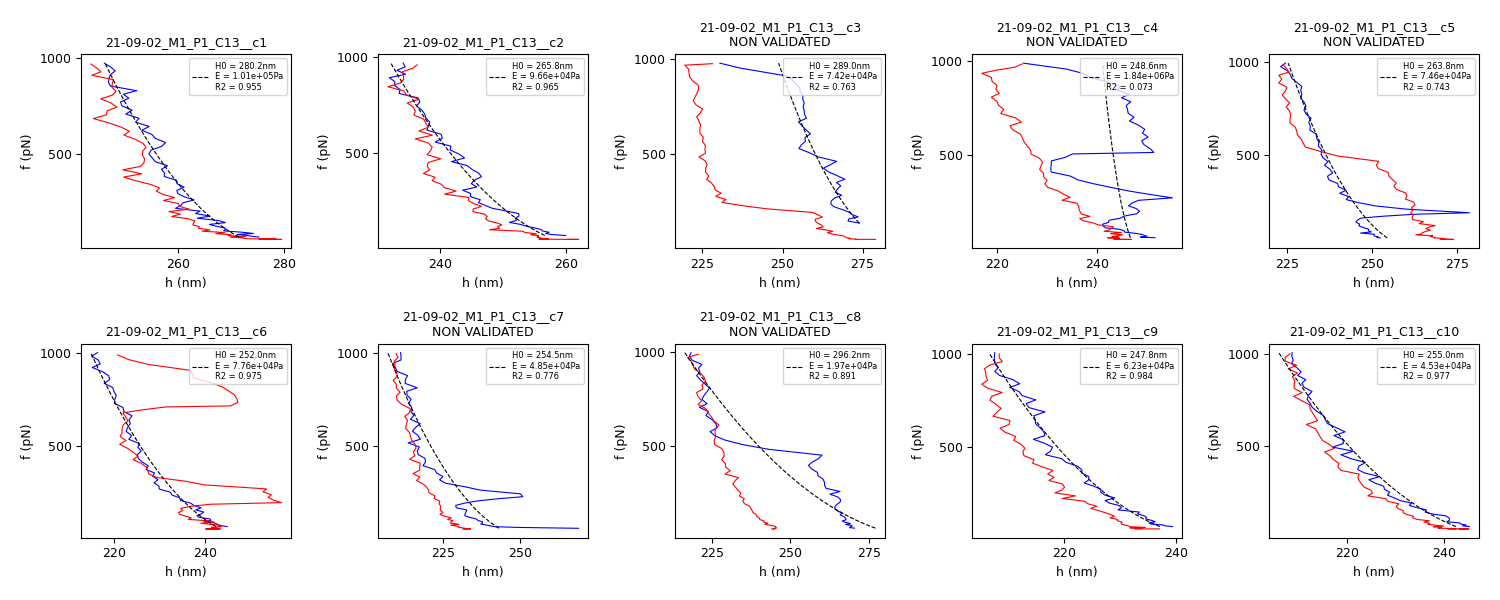 21-09-02_M1_P1_C13__c1
H0 = 280.2nm
E = 1.01e+05Pa
R2 = 0.955
1000
500
f (pN)
260
280
h (nm)
21-09-02_M1_P1_C13__c2
H0 = 265.8nm
E = 9.66e+04Pa
R2 = 0.965
1000
500
f (pN)
240
260
h (nm)
21-09-02_M1_P1_C13__c3
NON VALIDATED
H0 = 289.0nm
E = 7.42e+04Pa
R2 = 0.763
1000
500
f (pN)
225
250
275
h (nm)
21-09-02_M1_P1_C13__c4
NON VALIDATED
H0 = 248.6nm
E = 1.84e+06Pa
R2 = 0.073
1000
500
f (pN)
220
240
h (nm)
21-09-02_M1_P1_C13__c5
NON VALIDATED
H0 = 263.8nm
E = 7.46e+04Pa
R2 = 0.743
1000
500
f (pN)
225
250
275
h (nm)
21-09-02_M1_P1_C13__c6
H0 = 252.0nm
E = 7.76e+04Pa
R2 = 0.975
1000
500
f (pN)
220
240
h (nm)
21-09-02_M1_P1_C13__c7
NON VALIDATED
H0 = 254.5nm
E = 4.85e+04Pa
R2 = 0.776
1000
500
f (pN)
225
250
h (nm)
21-09-02_M1_P1_C13__c8
NON VALIDATED
H0 = 296.2nm
E = 1.97e+04Pa
R2 = 0.891
1000
500
f (pN)
225
250
275
h (nm)
21-09-02_M1_P1_C13__c9
H0 = 247.8nm
E = 6.23e+04Pa
R2 = 0.984
1000
500
f (pN)
220
240
h (nm)
21-09-02_M1_P1_C13__c10
H0 = 255.0nm
E = 4.53e+04Pa
R2 = 0.977
1000
500
f (pN)
220
240
h (nm)